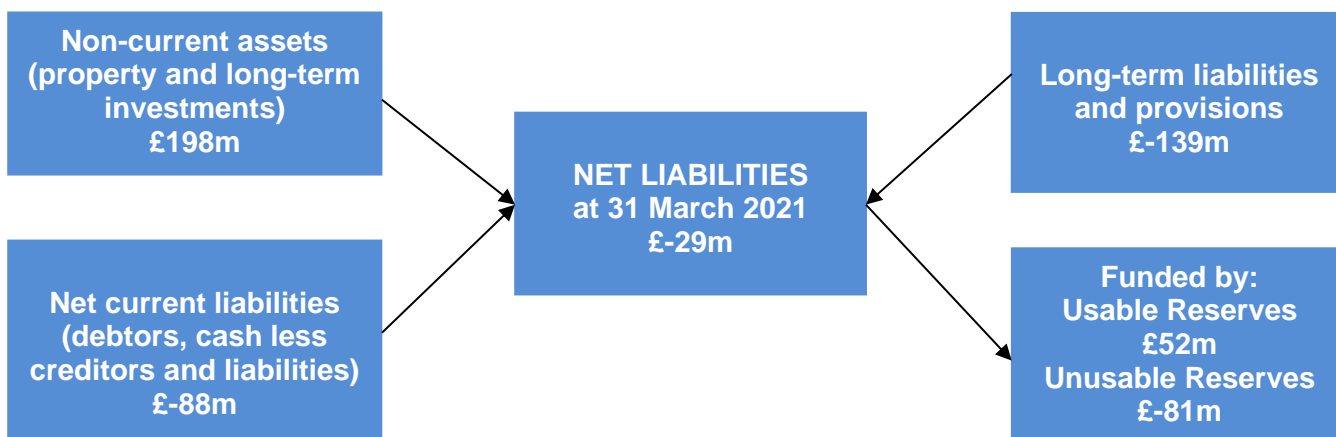 Non-current assets
(property and long-term
investments)
£198m
Net current liabilities
(debtors, cash less
creditors and liabilities)
£-88m
NET LIABILITIES
at 31 March 2021
£-29m
Long-term liabilities
and provisions
£-139m
Funded by:
Usable Reserves
£52m
Unusable Reserves
£-81m